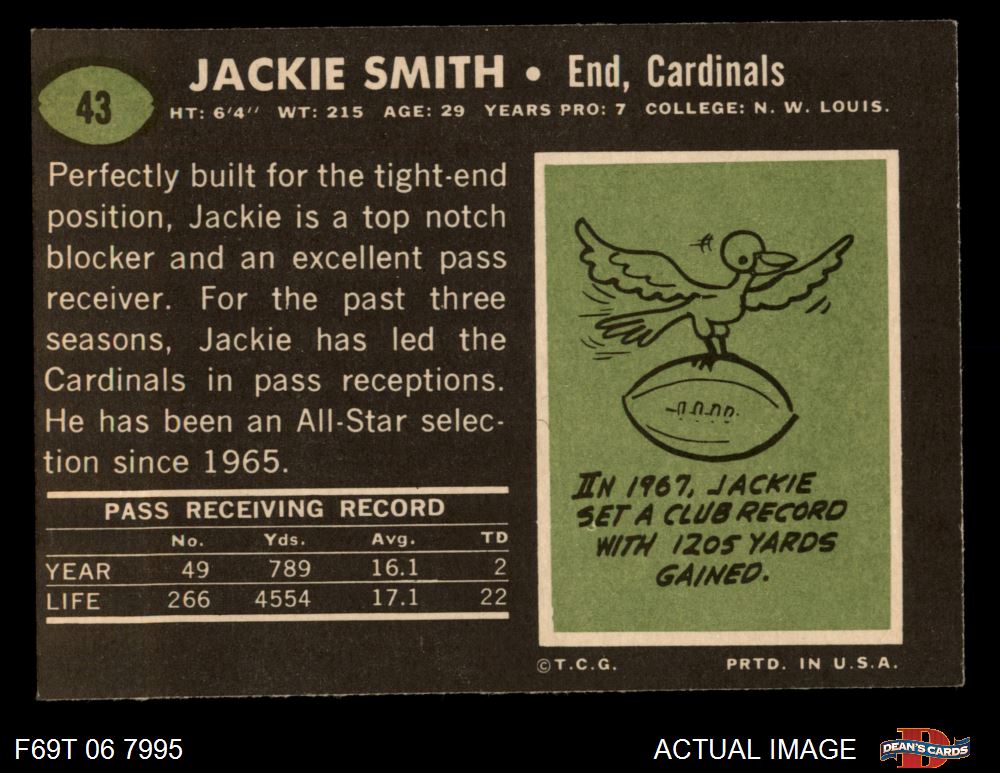 43
JACKIE SMITH • End, Cardinals
HT: 6'4'' WT: 215 AGE: 29 YEARS PRO: 7 COLLEGE: N. W. LOUIS.
Perfectly built for the tight-end
position, Jackie is a top notch
blocker and an excellent pass
receiver. For the past three
seasons, Jackie has led the
Cardinals in pass receptions.
He has been an All-Star selec-
tion since 1965.
PASS RECEIVING RECORD
No. Yds. Avg. TD
YEAR 49 789 16.1 2
LIFE 266 4554 17.1 22
IN 1967, JACKIE
SET A CLUB RECORD
WITH 1205 YARDS
GAINED.
©T.C.G. PRTD. IN U.S.A.
F69T 06 7995
ACTUAL IMAGE
DEAN'S CARDS